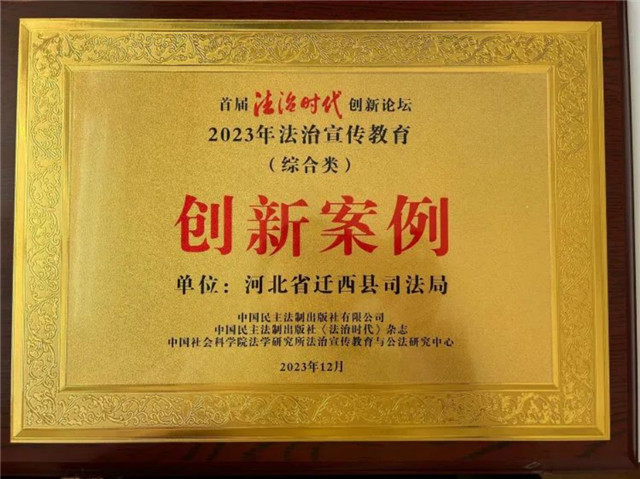 首届法治时代创新论坛
2023年法治宣传教育
（综合类）
创新案例
单位：河北省迁西县司法局
中国民主法制出版社有限公司
中国民主法制出版社《法治时代》杂志
中国社会科学院法学研究所法治宣传教育与公法研究中心
2023年12月